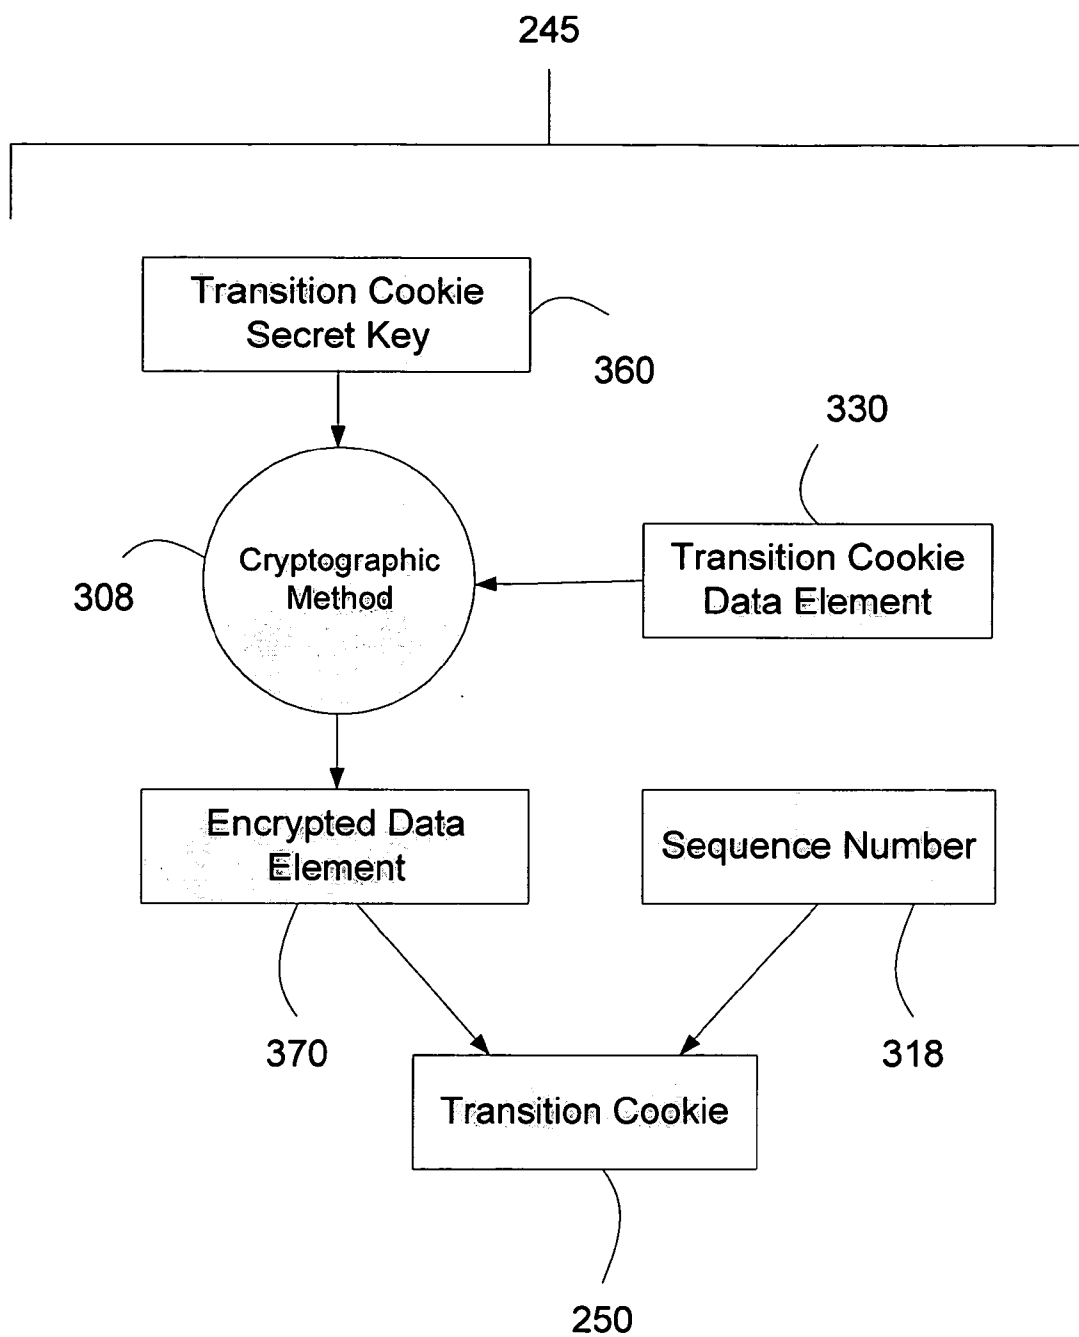 245
Transition Cookie
Secret Key
360
330
Cryptographic
Method
308
Transition Cookie
Data Element
Encrypted Data
Element
Sequence Number
370
318
Transition Cookie
250